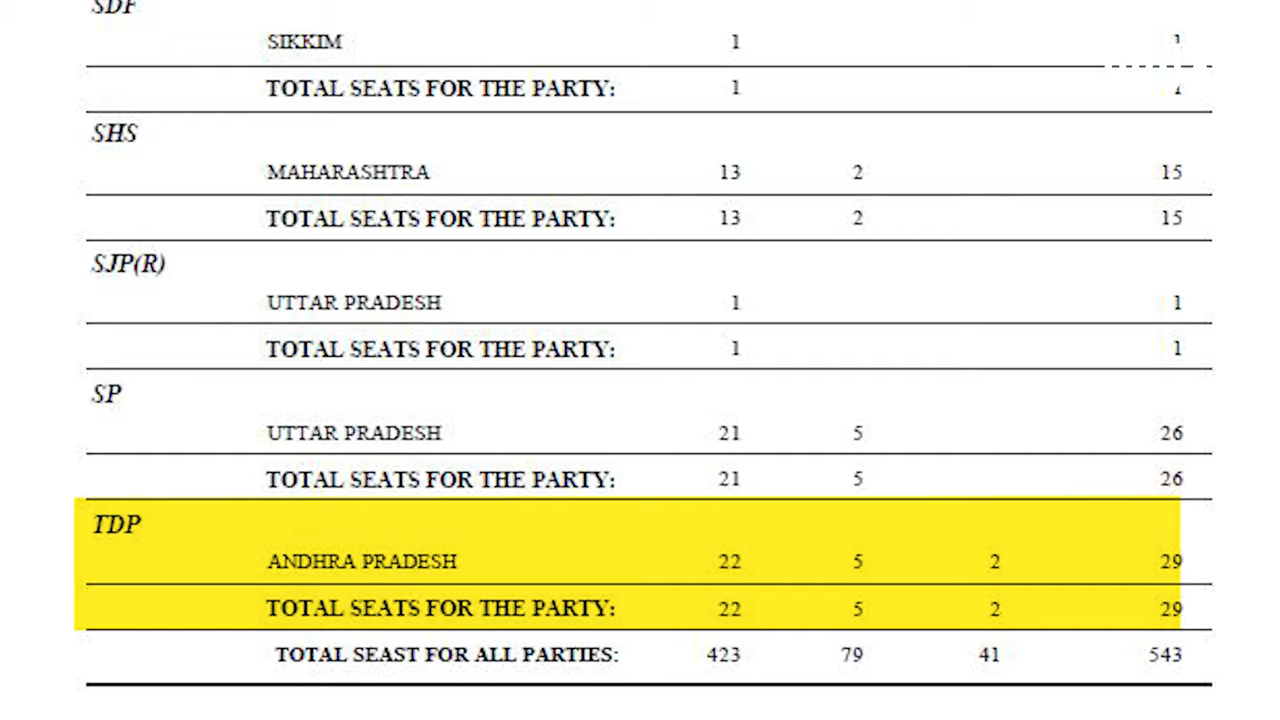 SDF
SIKKIM 1 1
TOTAL SEATS FOR THE PARTY: 1
SHS
MAHARASHTRA 13 2 15
TOTAL SEATS FOR THE PARTY: 13 2 15
SJP(R)
UTTAR PRADESH 1 1
TOTAL SEATS FOR THE PARTY: 1 1
SP
UTTAR PRADESH 21 5 26
TOTAL SEATS FOR THE PARTY: 21 5 26
TDP
ANDHRA PRADESH 22 5 2 29
TOTAL SEATS FOR THE PARTY: 22 5 2 29
TOTAL SEAST FOR ALL PARTIES: 423 79 41 543